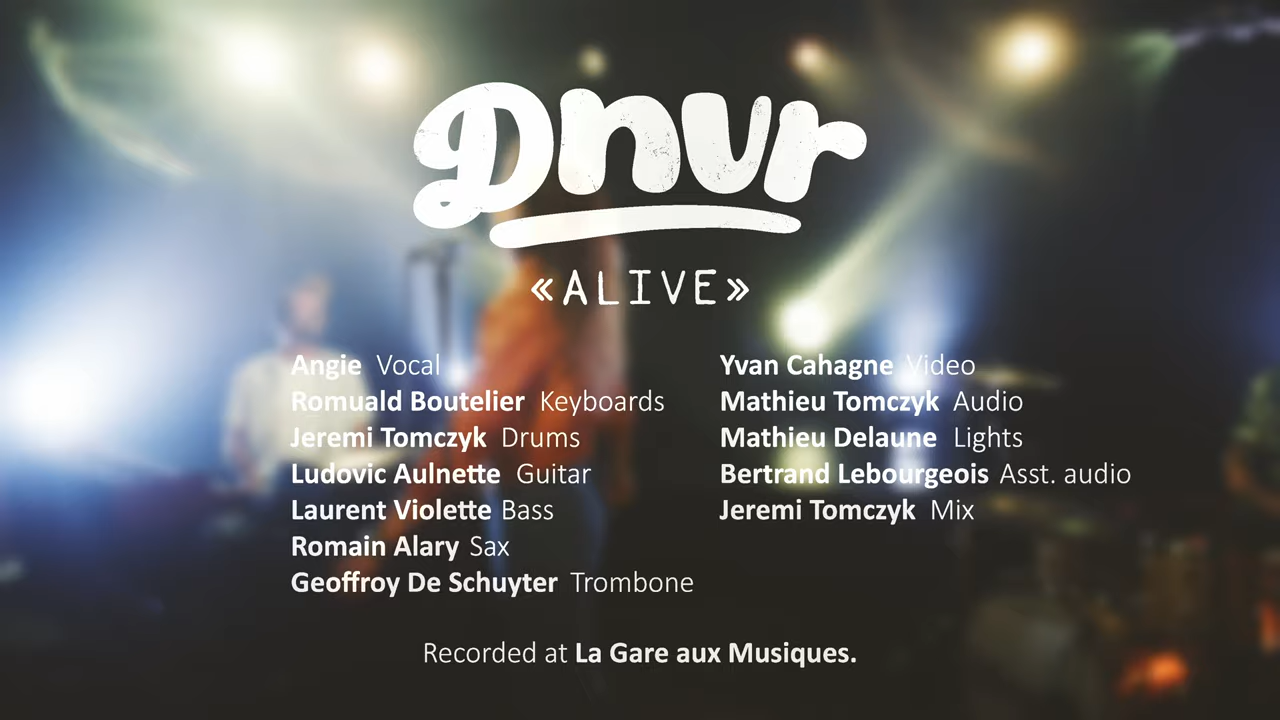 Dnvr
«ALIVE»
Angie Vocal
Romuald Boutelier Keyboards
Jeremi Tomczyk Drums
Ludovic Aulnette Guitar
Laurent Violette Bass
Romain Alary Sax
Geoffroy De Schuyter Trombone
Yvan Cahagne Video
Mathieu Tomczyk Audio
Mathieu Delaune Lights
Bertrand Lebourgeois Asst. audio
Jeremi Tomczyk Mix
Recorded at La Gare aux Musiques.